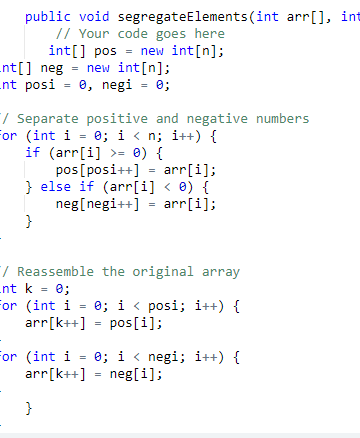 public void segregateElements(int arr[], int
// Your code goes here
int[] pos = new int[n];
nt[] neg = new int[n];
nt posi = 0, negi = 0;
/ Separate positive and negative numbers
or (int i = 0; i < n; i++) {
if (arr[i] >= 0) {
pos[posi++] = arr[i];
} else if (arr[i] < 0) {
neg[negi++] = arr[i];
}
/ Reassemble the original array
nt k = 0;
or (int i = 0; i < posi; i++) {
arr[k++] = pos[i];
or (int i = 0; i < negi; i++) {
arr[k++] = neg[i];
}